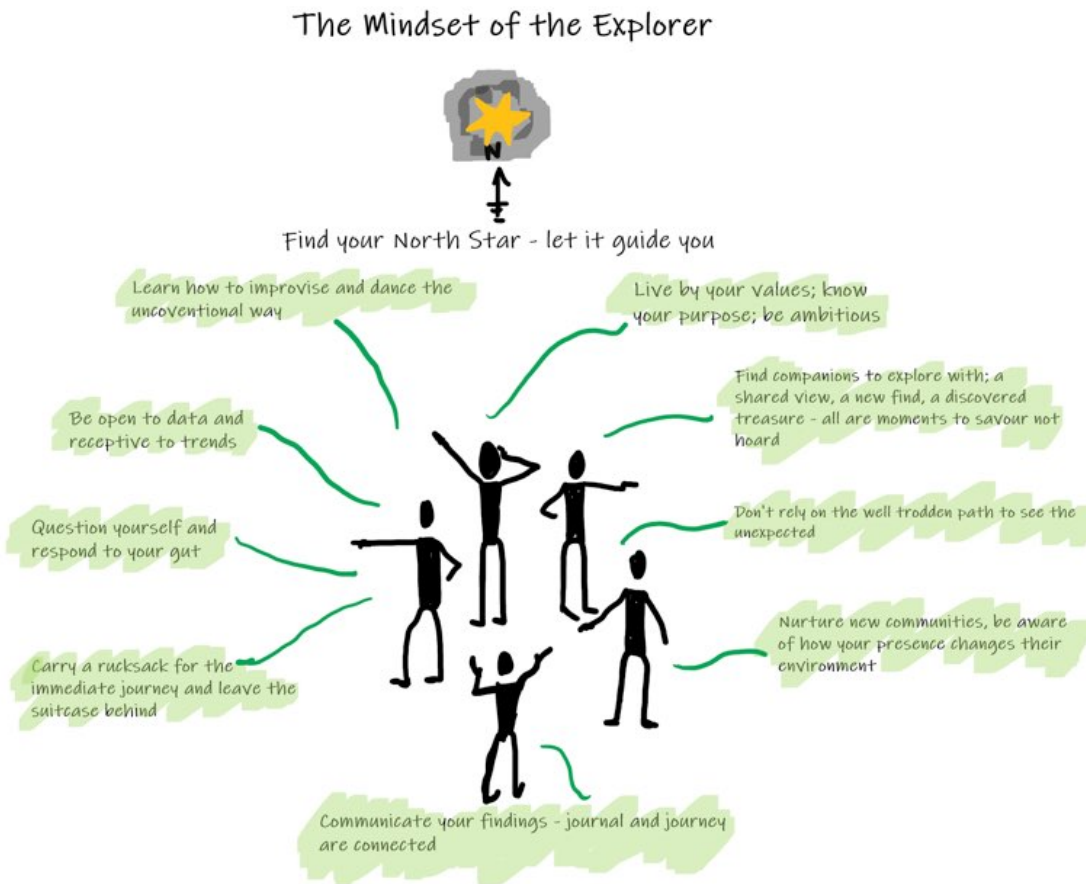 The Mindset of the Explorer
N
Find your North Star - let it guide you
Learn how to improvise and dance the
uncoventional way
Live by your values; know
your purpose; be ambitious
Find companions to explore with; a
shared view, a new find, a discovered
treasure - all are moments to savour not
hoard
Be open to data and
receptive to trends
Don't rely on the well trodden path to see the
unexpected
Question yourself and
respond to your gut
Nurture new communities, be aware
of how your presence changes their
environment
Carry a rucksack for the
immediate journey and leave the
suitcase behind
Communicate your findings - journal and journey
are connected